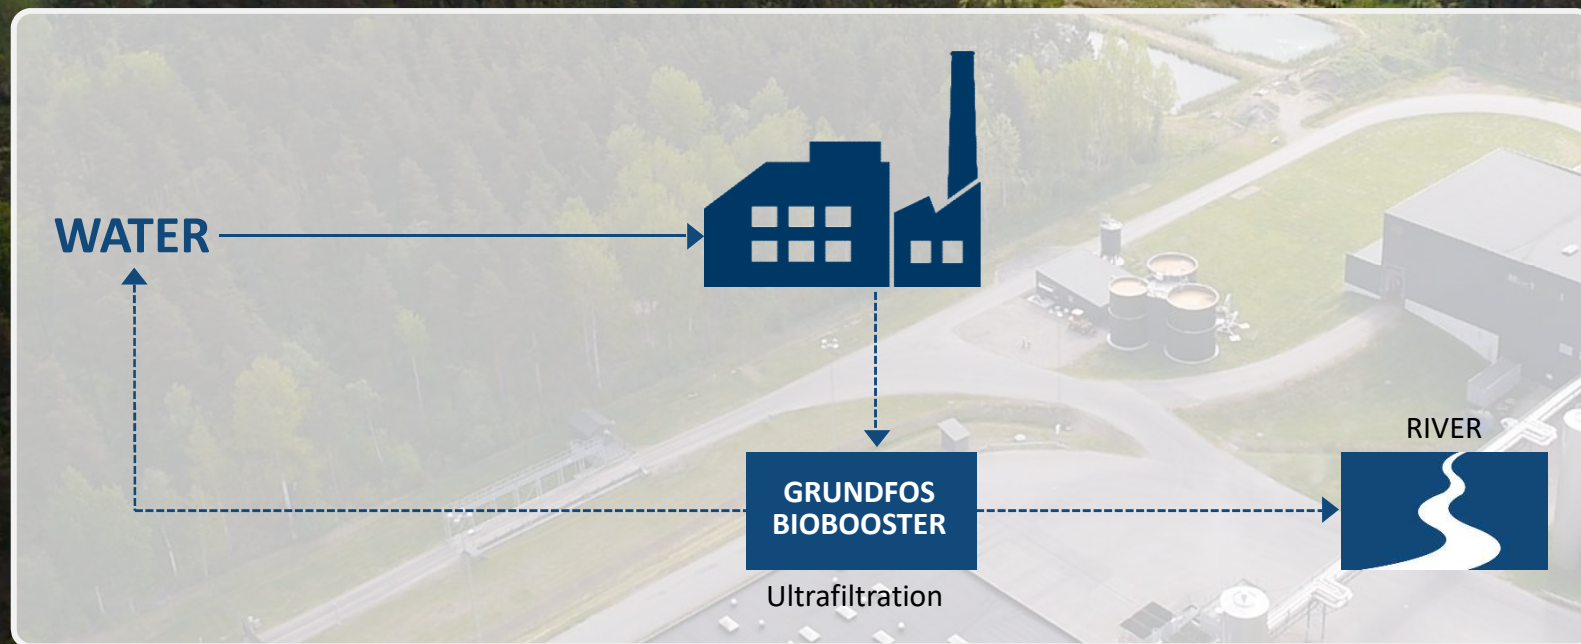 WATER
RIVER
GRUNDFOS
BIOBOOSTER
Ultrafiltration